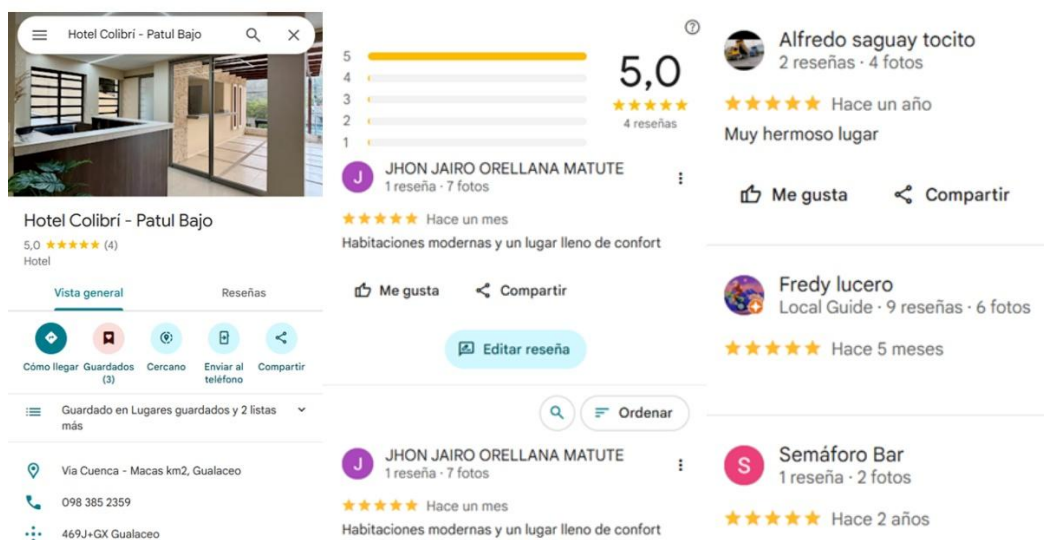 Hotel Colibrí - Patul Bajo
Hotel Colibrí - Patul Bajo
5,0 (4)
Hotel
Vista general
Reseñas
Cómo llegar
Guardados
(3)
Cercano
Enviar al
teléfono
Compartir
Guardado en Lugares guardados y 2 listas
más
Via Cuenca - Macas km2, Gualaceo
098 385 2359
469J+GX Gualaceo
5
4
3
2
1
5,0
4 reseñas
J
JHON JAIRO ORELLANA MATUTE
1 reseña · 7 fotos
Hace un mes
Habitaciones modernas y un lugar lleno de confort
Me gusta
Compartir
Editar reseña
Ordenar
J
JHON JAIRO ORELLANA MATUTE
1 reseña · 7 fotos
Hace un mes
Habitaciones modernas y un lugar lleno de confort
Alfredo saguay tocito
2 reseñas · 4 fotos
Hace un año
Muy hermoso lugar
Me gusta
Compartir
Fredy lucero
Local Guide · 9 reseñas · 6 fotos
Hace 5 meses
S
Semáforo Bar
1 reseña · 2 fotos
Hace 2 años